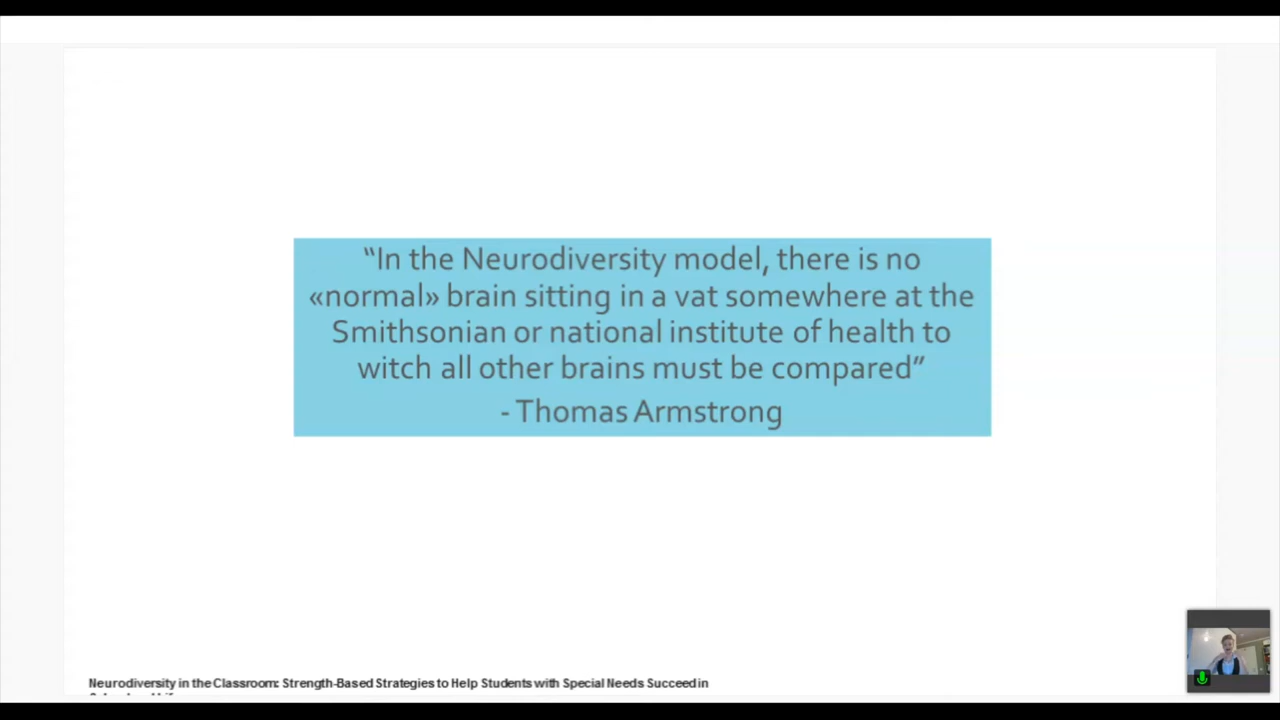 “In the Neurodiversity model, there is no
«normal» brain sitting in a vat somewhere at the
Smithsonian or national institute of health to
witch all other brains must be compared”
- Thomas Armstrong
Neurodiversity in the Classroom: Strength-Based Strategies to Help Students with Special Needs Succeed in